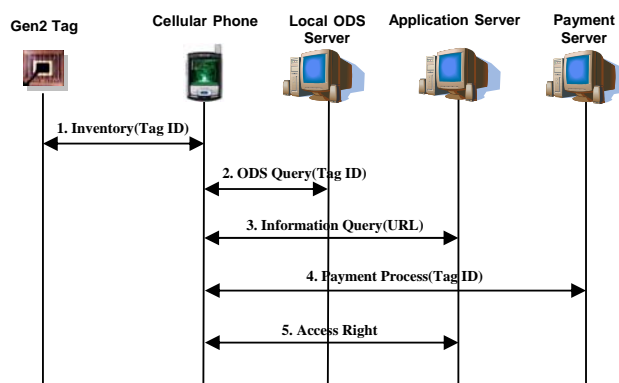 Gen2 Tag
Cellular Phone
Local ODS
Server
Application Server
Payment
Server
1. Inventory(Tag ID)
2. ODS Query(Tag ID)
3. Information Query(URL)
4. Payment Process(Tag ID)
5. Access Right